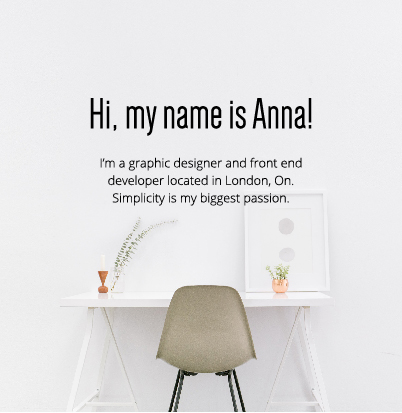 Hi, my name is Anna!
I'm a graphic designer and front end
developer located in London, On.
Simplicity is my biggest passion.